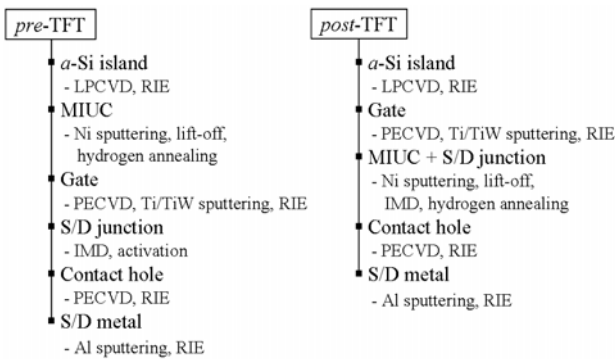 pre-TFT
a-Si island
- LPCVD, RIE
MIUC
- Ni sputtering, lift-off,
hydrogen annealing
Gate
- PECVD, Ti/TiW sputtering, RIE
S/D junction
- IMD, activation
Contact hole
- PECVD, RIE
S/D metal
- Al sputtering, RIE
post-TFT
a-Si island
- LPCVD, RIE
Gate
- PECVD, Ti/TiW sputtering, RIE
MIUC + S/D junction
- Ni sputtering, lift-off,
IMD, hydrogen annealing
Contact hole
- PECVD, RIE
S/D metal
- Al sputtering, RIE